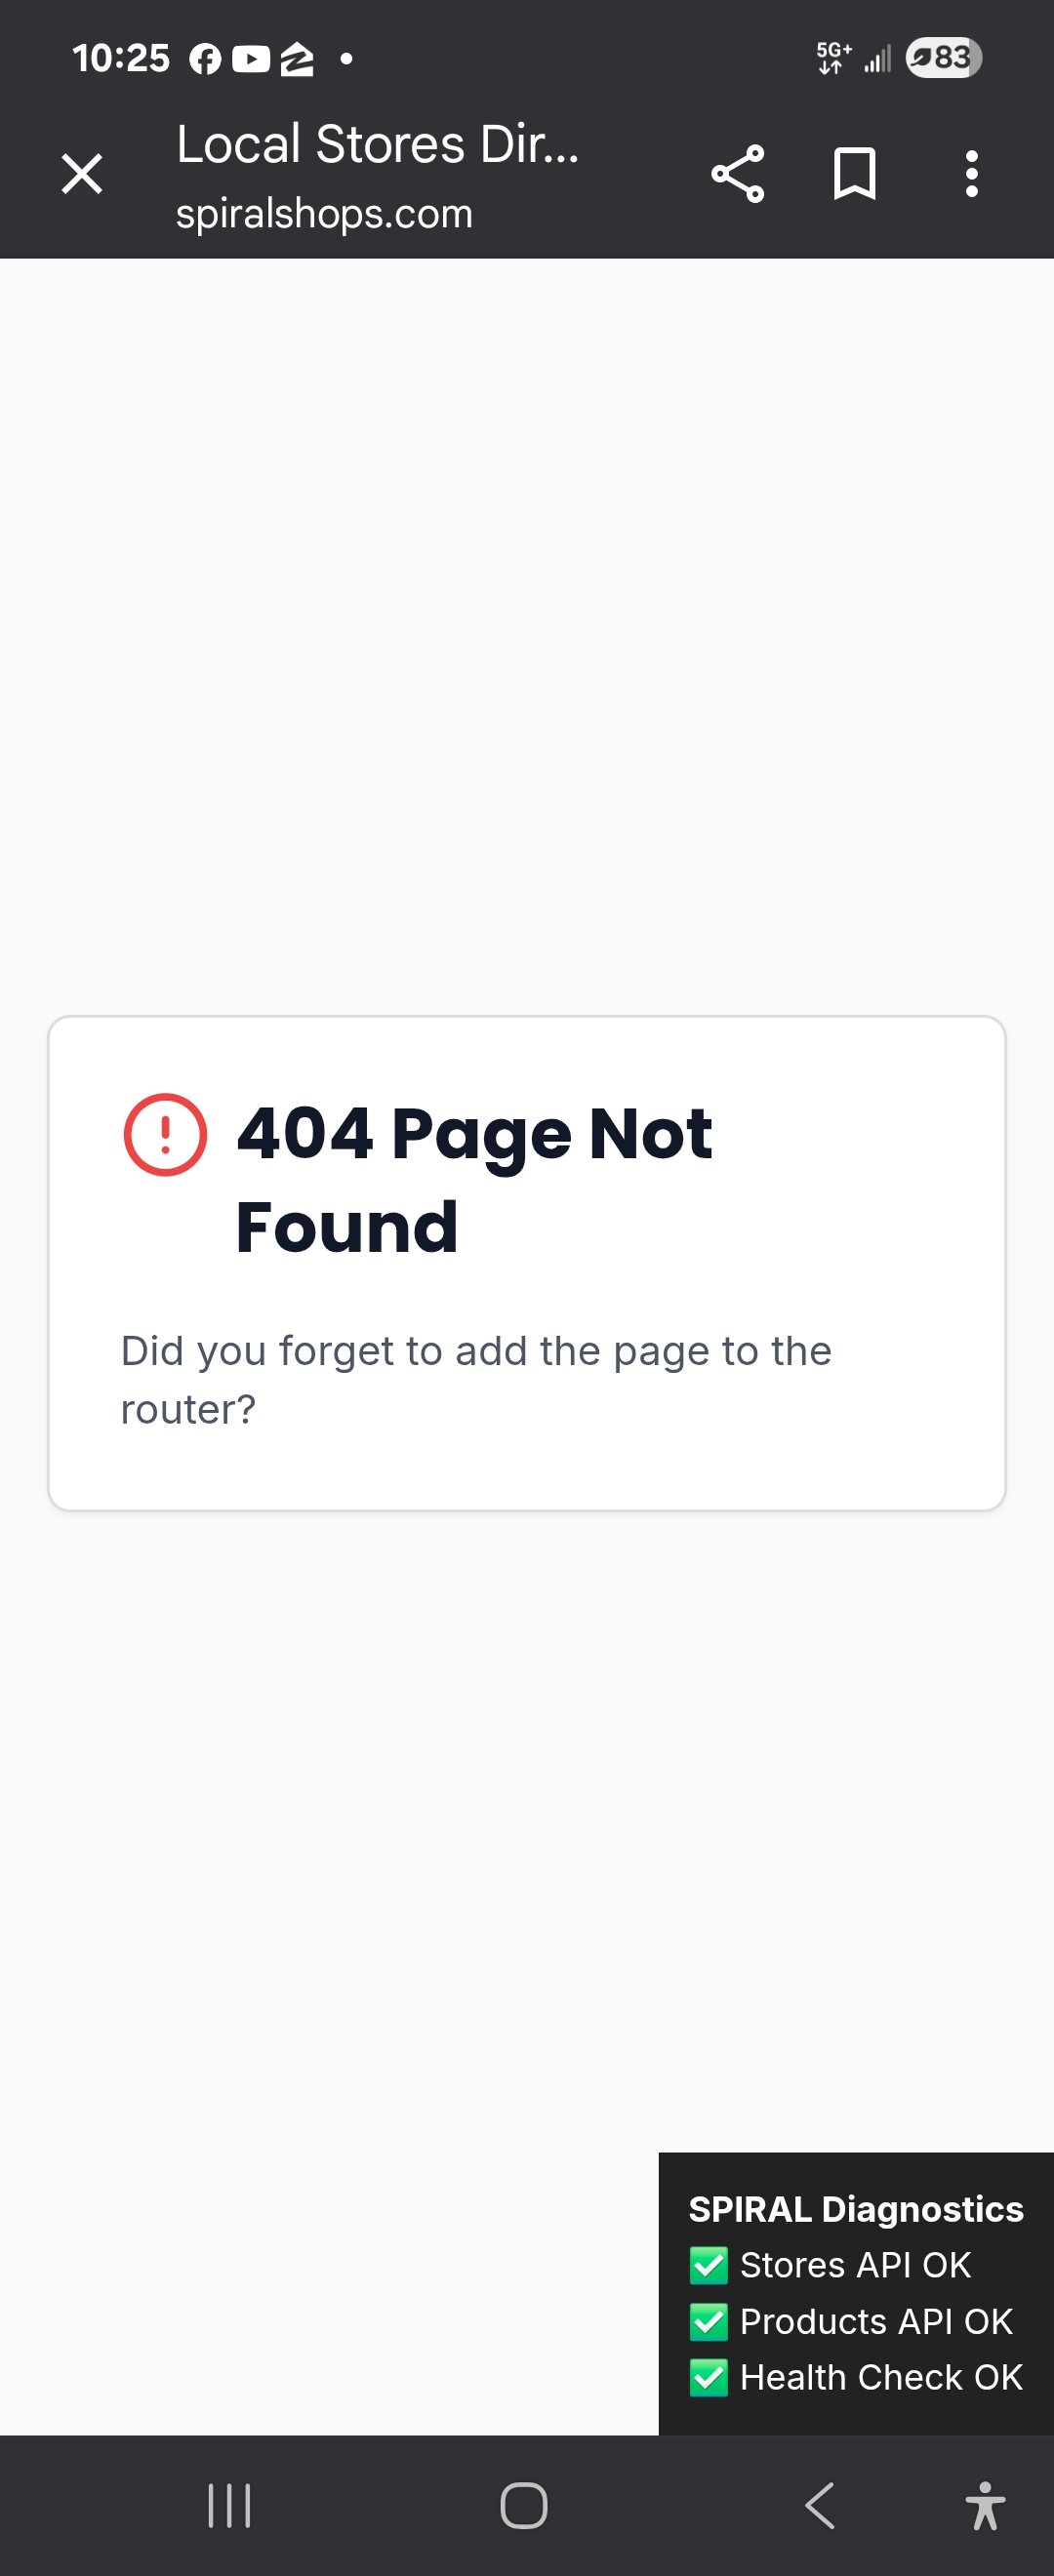 10:25
5G+
83
Local Stores Dir...
spiralshops.com
404 Page Not
Found
Did you forget to add the page to the
router?
SPIRAL Diagnostics
✅ Stores API OK
✅ Products API OK
✅ Health Check OK